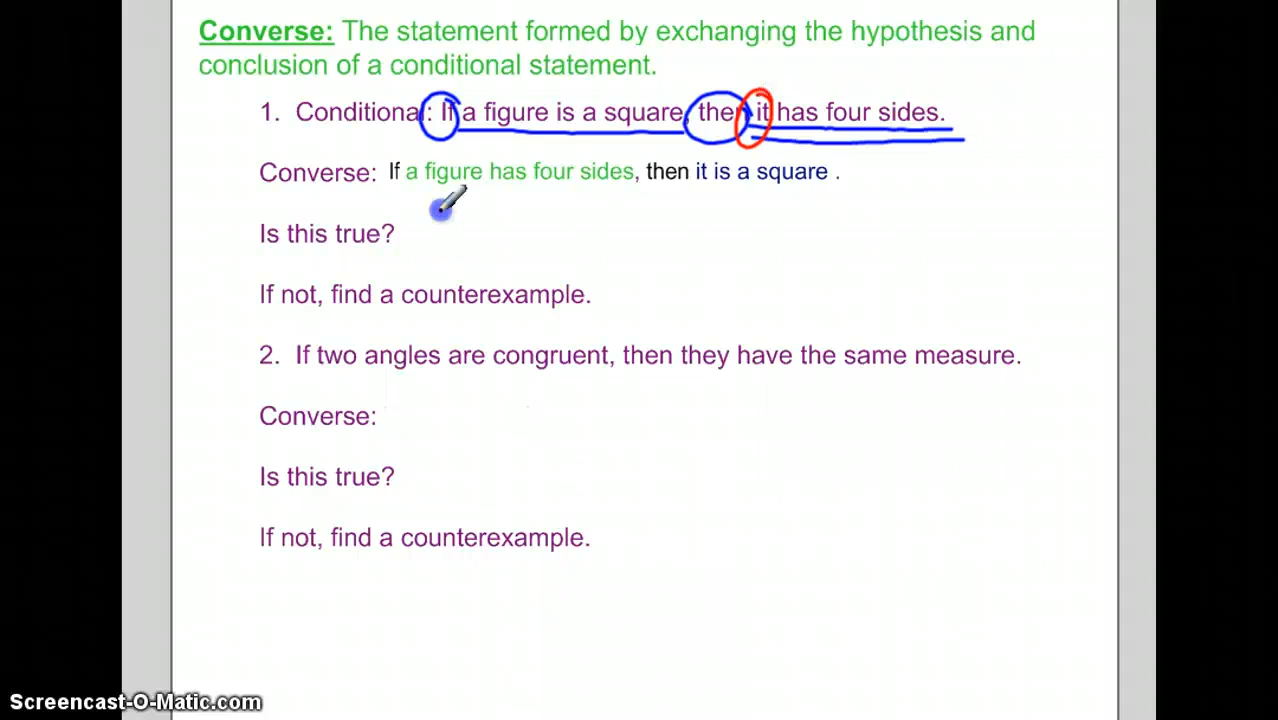 Converse: The statement formed by exchanging the hypothesis and
conclusion of a conditional statement.
1. Conditional: If a figure is a square, then it has four sides.
Converse: If a figure has four sides, then it is a square .
Is this true?
If not, find a counterexample.
2. If two angles are congruent, then they have the same measure.
Converse:
Is this true?
If not, find a counterexample.
Screencast-O-Matic.com